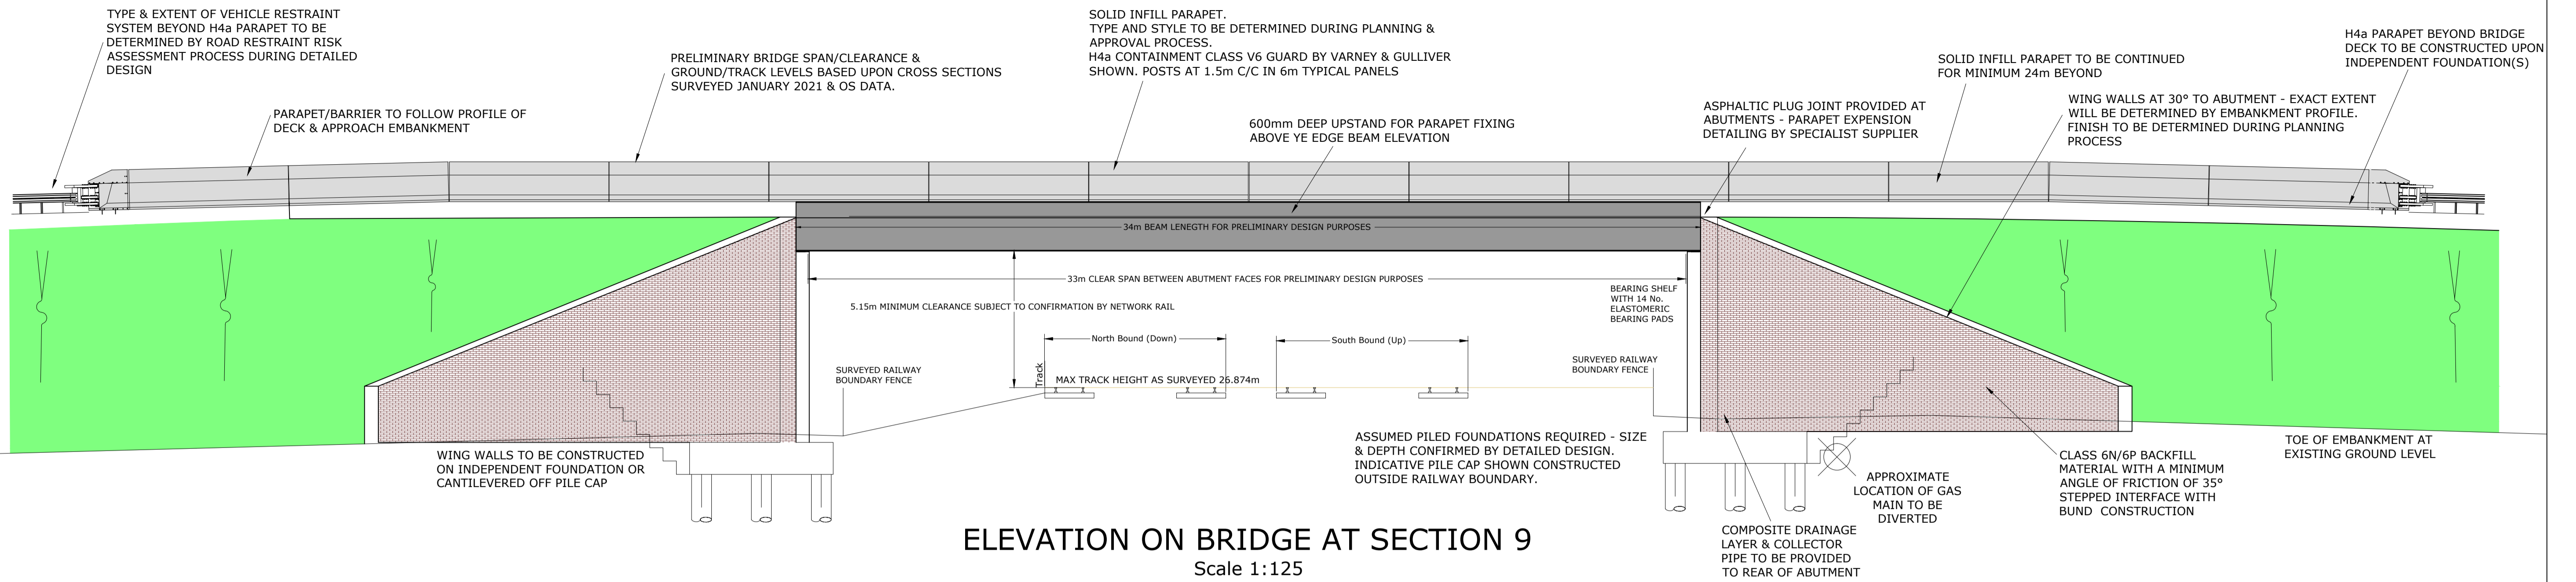 TYPE & EXTENT OF VEHICLE RESTRAINT
SYSTEM BEYOND H4a PARAPET TO BE
DETERMINED BY ROAD RESTRAINT RISK
ASSESSMENT PROCESS DURING DETAILED
DESIGN
PARAPET/BARRIER TO FOLLOW PROFILE OF
DECK & APPROACH EMBANKMENT
PRELIMINARY BRIDGE SPAN/CLEARANCE &
GROUND/TRACK LEVELS BASED UPON CROSS SECTIONS
SURVEYED JANUARY 2021 & OS DATA.
SOLID INFILL PARAPET.
TYPE AND STYLE TO BE DETERMINED DURING PLANNING &
APPROVAL PROCESS.
H4a CONTAINMENT CLASS V6 GUARD BY VARNEY & GULLIVER
SHOWN. POSTS AT 1.5m C/C IN 6m TYPICAL PANELS
600mm DEEP UPSTAND FOR PARAPET FIXING
ABOVE YE EDGE BEAM ELEVATION
ASPHALTIC PLUG JOINT PROVIDED AT
ABUTMENTS - PARAPET EXPENSION
DETAILING BY SPECIALIST SUPPLIER
SOLID INFILL PARAPET TO BE CONTINUED
FOR MINIMUM 24m BEYOND
WING WALLS AT 30° TO ABUTMENT - EXACT EXTENT
WILL BE DETERMINED BY EMBANKMENT PROFILE.
FINISH TO BE DETERMINED DURING PLANNING
PROCESS
H4a PARAPET BEYOND BRIDGE
DECK TO BE CONSTRUCTED UPON
INDEPENDENT FOUNDATION(S)
34m BEAM LENEGTH FOR PRELIMINARY DESIGN PURPOSES
33m CLEAR SPAN BETWEEN ABUTMENT FACES FOR PRELIMINARY DESIGN PURPOSES
5.15m MINIMUM CLEARANCE SUBJECT TO CONFIRMATION BY NETWORK RAIL
BEARING SHELF
WITH 14 No.
ELASTOMERIC
BEARING PADS
North Bound (Down)
South Bound (Up)
Track
MAX TRACK HEIGHT AS SURVEYED 26.874m
SURVEYED RAILWAY
BOUNDARY FENCE
SURVEYED RAILWAY
BOUNDARY FENCE
WING WALLS TO BE CONSTRUCTED
ON INDEPENDENT FOUNDATION OR
CANTILEVERED OFF PILE CAP
ASSUMED PILED FOUNDATIONS REQUIRED - SIZE
& DEPTH CONFIRMED BY DETAILED DESIGN.
INDICATIVE PILE CAP SHOWN CONSTRUCTED
OUTSIDE RAILWAY BOUNDARY.
APPROXIMATE
LOCATION OF GAS
MAIN TO BE
DIVERTED
CLASS 6N/6P BACKFILL
MATERIAL WITH A MINIMUM
ANGLE OF FRICTION OF 35°
STEPPED INTERFACE WITH
BUND CONSTRUCTION
TOE OF EMBANKMENT AT
EXISTING GROUND LEVEL
COMPOSITE DRAINAGE
LAYER & COLLECTOR
PIPE TO BE PROVIDED
TO REAR OF ABUTMENT
ELEVATION ON BRIDGE AT SECTION 9
Scale 1:125